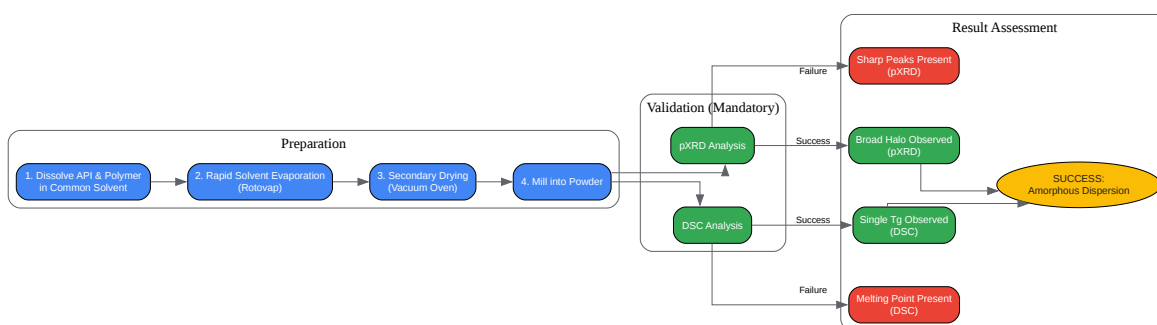 Preparation
1. Dissolve API & Polymer
in Common Solvent
2. Rapid Solvent Evaporation
(Rotovap)
3. Secondary Drying
(Vacuum Oven)
4. Mill into Powder
Validation (Mandatory)
pXRD Analysis
DSC Analysis
Failure
Success
Success
Failure
Result Assessment
Sharp Peaks Present
(pXRD)
Broad Halo Observed
(pXRD)
Single Tg Observed
(DSC)
Melting Point Present
(DSC)
SUCCESS:
Amorphous Dispersion